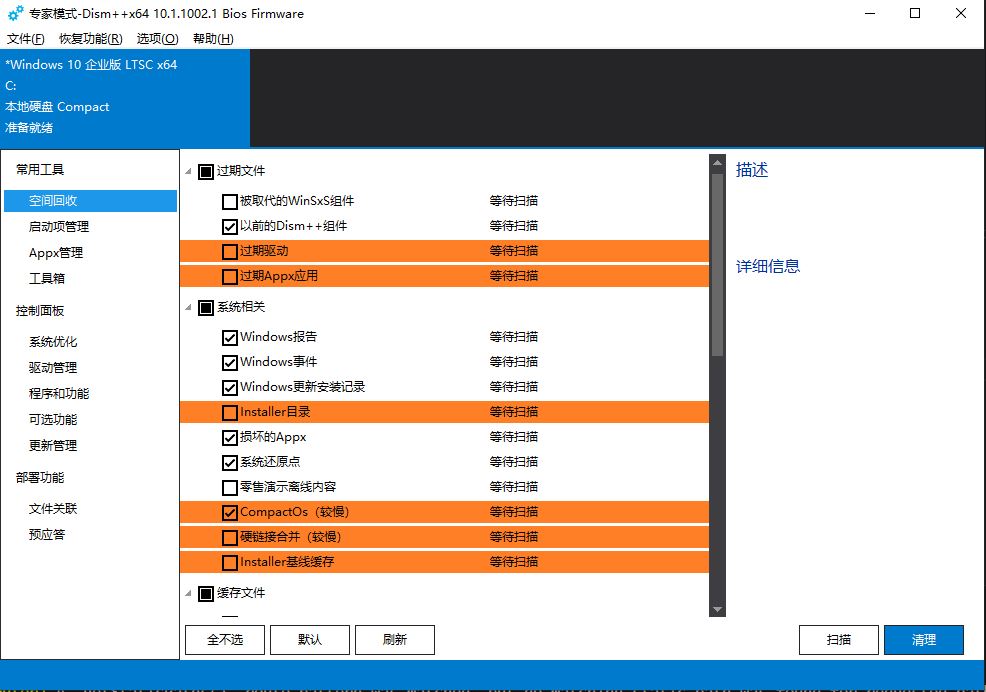 专家模式-Dism++x64 10.1.1002.1 Bios Firmware
文件(F) 恢复功能(R) 选项(O) 帮助(H)
*Windows 10 企业版 LTSC x64
C:
本地硬盘 Compact
准备就绪
常用工具
空间回收
启动项管理
Appx管理
工具箱
控制面板
系统优化
驱动管理
程序和功能
可选功能
更新管理
部署功能
文件关联
预应答
过期文件
被取代的WinSxS组件 等待扫描
以前的Dism++组件 等待扫描
过期驱动 等待扫描
过期Appx应用 等待扫描
系统相关
Windows报告 等待扫描
Windows事件 等待扫描
Windows更新安装记录 等待扫描
Installer目录 等待扫描
损坏的Appx 等待扫描
系统还原点 等待扫描
零售演示离线内容 等待扫描
CompactOs（较慢） 等待扫描
硬链接合并（较慢） 等待扫描
Installer基线缓存 等待扫描
缓存文件
全不选 默认 刷新 扫描 清理
描述
详细信息